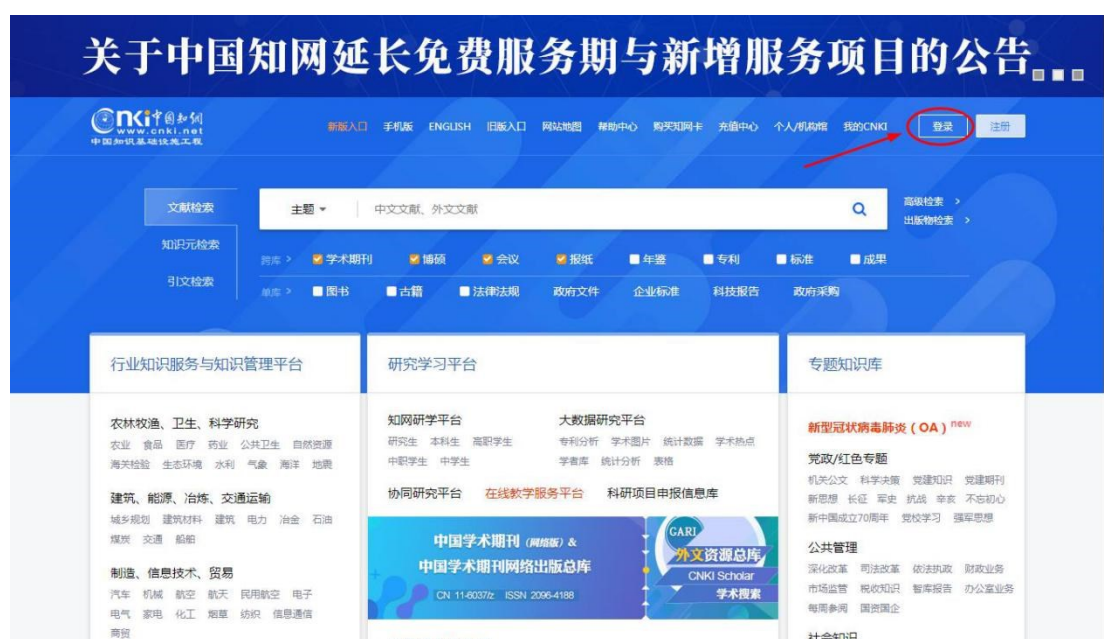 关于中国知网延长免费服务期与新增服务项目的公告
cnki中国知网
www.cnki.net
中国知识基础设施工程
新版入口 手机版 ENGLISH 旧版入口 网站地图 帮助中心 购买知网卡 充值中心 个人/机构馆 我的CNKI 登录 注册
文献检索 主题 中文文献、外文文献 高级检索 >
出版物检索 >
知识元检索
跨库 > 学术期刊 博硕 会议 报纸 年鉴 专利 标准 成果
引文检索
单库 > 图书 古籍 法律法规 政府文件 企业标准 科技报告 政府采购
行业知识服务与知识管理平台
农林牧渔、卫生、科学研究
农业 食品 医疗 药业 公共卫生 自然资源
海关检验 生态环境 水利 气象 海洋 地震
建筑、能源、冶炼、交通运输
城乡规划 建筑材料 建筑 电力 冶金 石油
煤炭 交通 船舶
制造、信息技术、贸易
汽车 机械 航空 航天 民用航空 电子
电气 家电 化工 烟草 纺织 信息通信
商贸
研究学习平台
知网研学平台
研究生 本科生 高职学生
中职学生 中学生
大数据研究平台
专利分析 学术图片 统计数据 学术热点
学者库 统计分析 表格
协同研究平台 在线教学服务平台 科研项目申报信息库
中国学术期刊 (网络版) &
中国学术期刊网络出版总库
CN 11-6037/z ISSN 2096-4188
GARI
外文资源总库
CNKI Scholar
学术搜索
专题知识库
新型冠状病毒肺炎(OA) new
党政/红色专题
机关公文 科学决策 党建知识 党建期刊
新思想 长征 军史 抗战 辛亥 不忘初心
新中国成立70周年 党校学习 强军思想
公共管理
深化改革 司法改革 依法执政 财政业务
市场监管 税收知识 智库报告 办公室业务
每周参阅 国资国企
社会知识